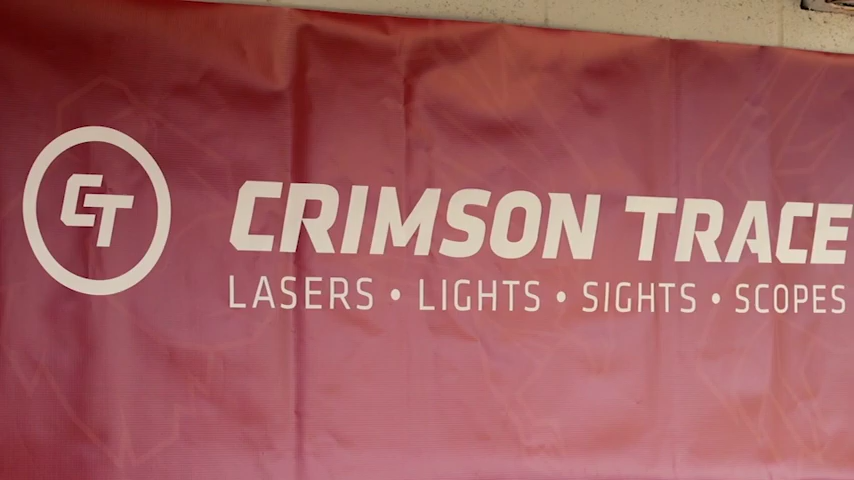 CT
CRIMSON TRACE
LASERS • LIGHTS • SIGHTS • SCOPES